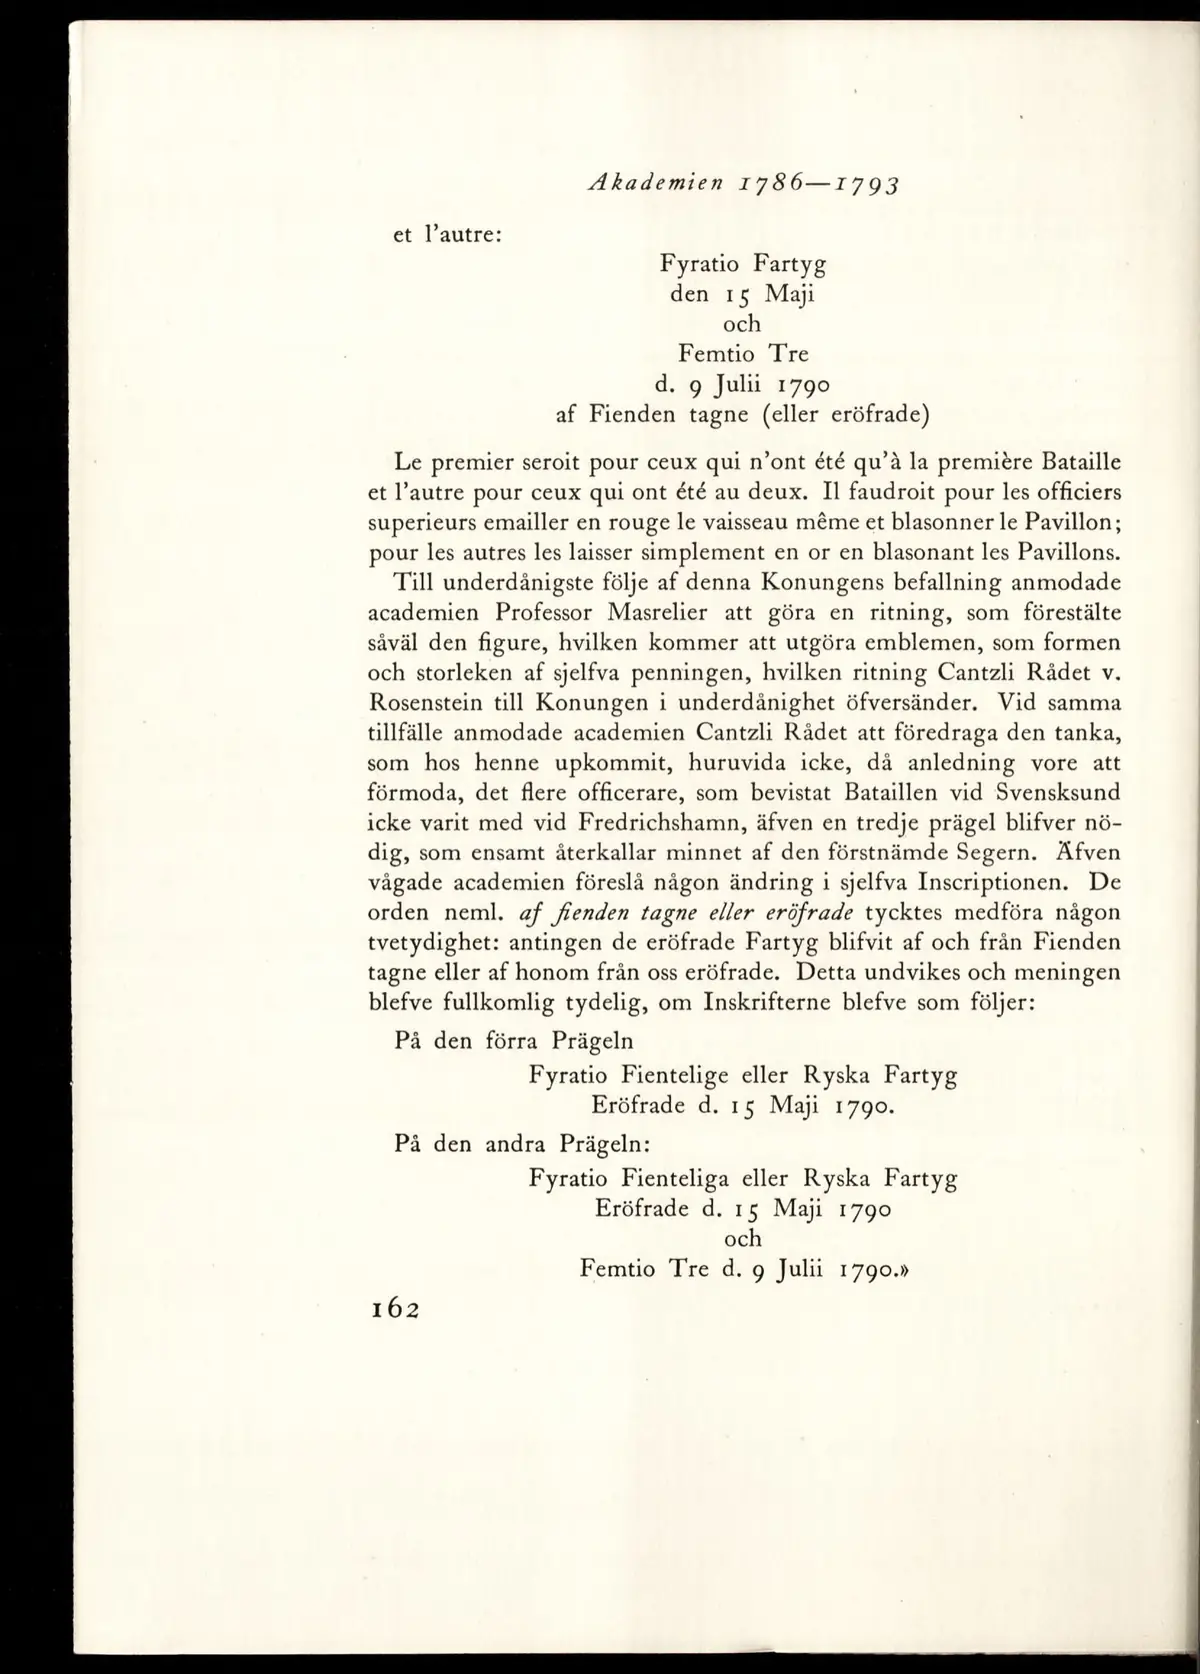 Akademien 1786—1793
et l'autre:
Fyratio Fartyg
den 15 Maji
och
Femtio Tre
d. 9 Julii 1790
af Fienden tagne (eller eröfrade)
Le premier seroit pour ceux qui n'ont été qu'à la première Bataille
et l'autre pour ceux qui ont été au deux. Il faudroit pour les officiers
superieurs emailler en rouge le vaisseau même et blasonner le Pavillon;
pour les autres les laisser simplement en or en blasonant les Pavillons.
Till underdånigste följe af denna Konungens befallning anmodade
academien Professor Masrelier att göra en ritning, som förestälte
såväl den figure, hvilken kommer att utgöra emblemen, som formen
och storleken af sjelfva penningen, hvilken ritning Cantzli Rådet v.
Rosenstein till Konungen i underdånighet öfversänder. Vid samma
tillfälle anmodade academien Cantzli Rådet att föredraga den tanka,
som hos henne upkommit, huruvida icke, då anledning vore att
förmoda, det flere officerare, som bevistat Bataillen vid Svensksund
icke varit med vid Fredrichshamn, äfven en tredje prägel blifver nö-
dig, som ensamt återkallar minnet af den förstnämde Segern. Äfven
vågade academien föreslå någon ändring i sjelfva Inscriptionen. De
orden neml. af fienden tagne eller eröfrade tycktes medföra någon
tvetydighet: antingen de eröfrade Fartyg blifvit af och från Fienden
tagne eller af honom från oss eröfrade. Detta undvikes och meningen
blefve fullkomlig tydelig, om Inskrifterne blefve som följer:
På den förra Prägeln
Fyratio Fientelige eller Ryska Fartyg
Eröfrade d. 15 Maji 1790.
På den andra Prägeln:
Fyratio Fienteliga eller Ryska Fartyg
Eröfrade d. 15 Maji 1790
och
Femtio Tre d. 9 Julii 1790.»
162